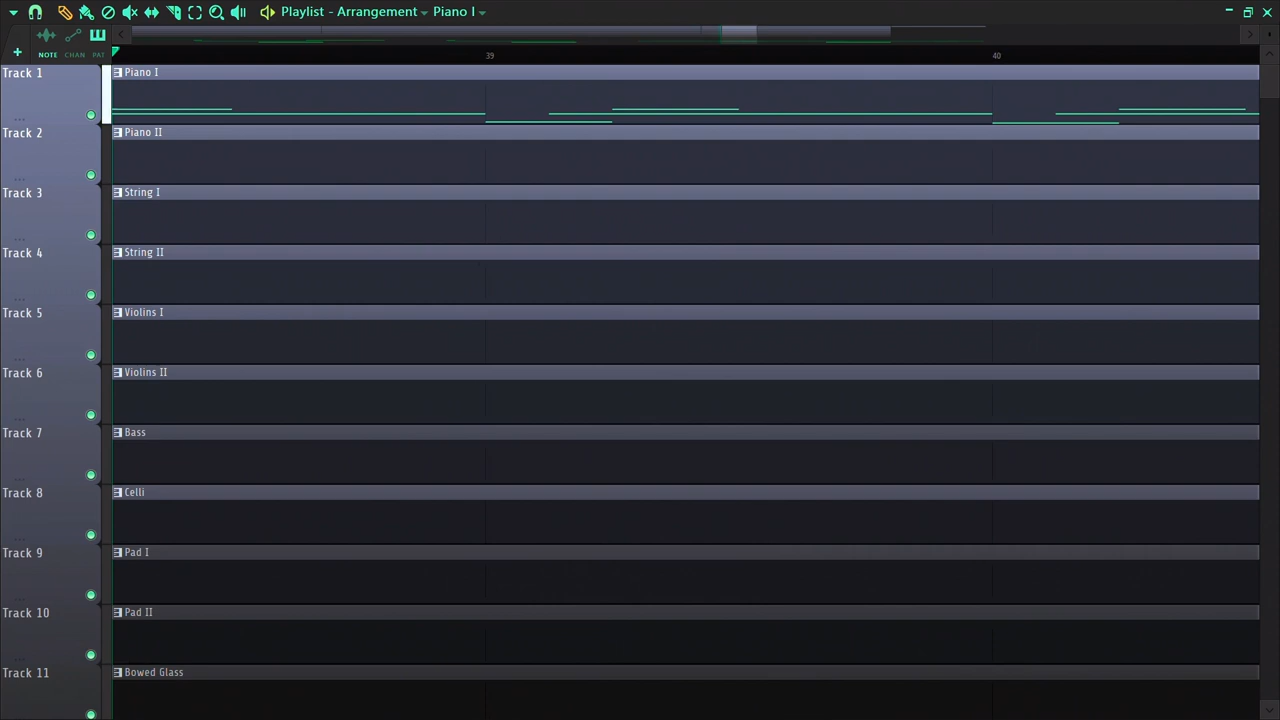 Playlist - Arrangement Piano I
NOTE CHAN PAT
39 40
Track 1 Piano I
Track 2 Piano II
Track 3 String I
Track 4 String II
Track 5 Violins I
Track 6 Violins II
Track 7 Bass
Track 8 Celli
Track 9 Pad I
Track 10 Pad II
Track 11 Bowed Glass